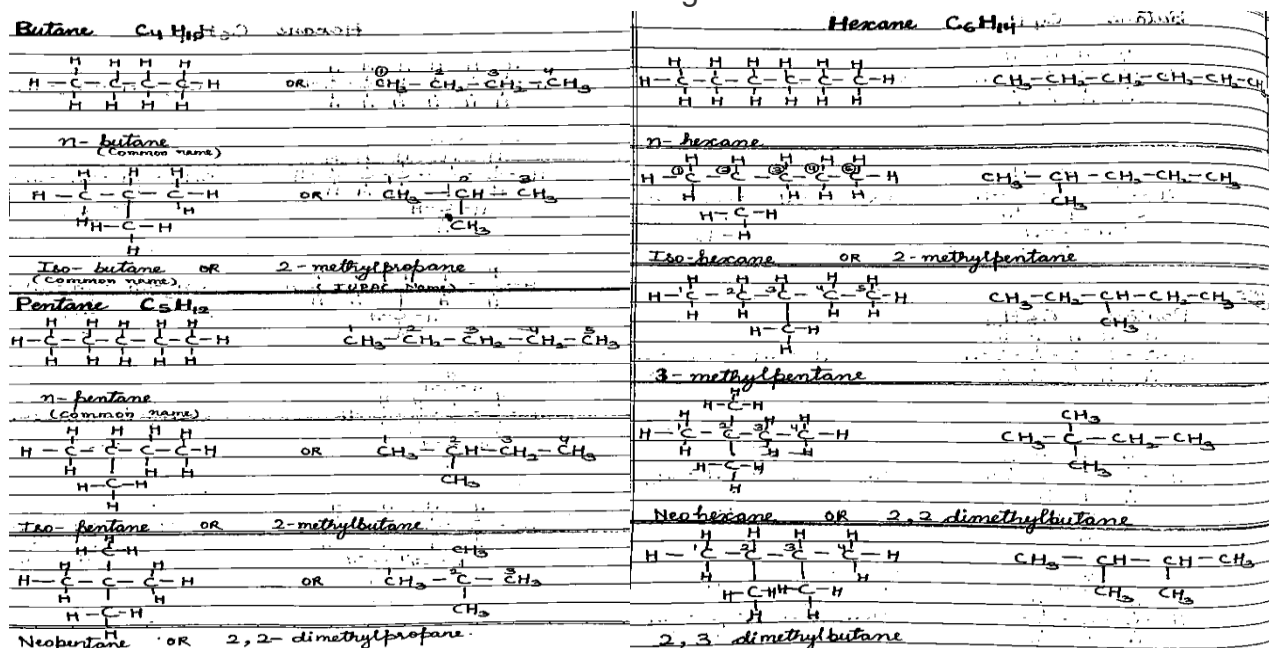 Butane C4 H10
H H H H
H - C - C - C - C - H OR CH3 - CH2 - CH2 - CH3
H H H H
n- butane
(Common name)
H H H
H - C - C - C - H OR CH3 - CH - CH3
H H
H - C - H CH3
H
Iso- butane OR 2-methylpropane
(Common name) (IUPAC Name)
Pentane C5H12
H H H H H
H-C-C-C-C-C-H CH3-CH2-CH2-CH2-CH3
H H H H H
n-pentane
(Common name)
H H H H
H - C - C - C - C - H OR CH3 - CH - CH2 - CH3
H H H
H-C-H CH3
H
Iso- pentane OR 2-methylbutane
H
H-C-H CH3
H H
H - C - C - C - H OR CH3 - C - CH3
H H
H-C-H CH3
H
Neopentane OR 2,2- dimethylpropane.
Hexane C6H14
H H H H H H
H-C-C-C-C-C-C-H CH3-CH2-CH2-CH2-CH2-CH3
H H H H H H
n- hexane
H H H H H
H - C - C - C - C - C - H CH3 - CH - CH2 - CH2 - CH3
H H H H
H-C-H CH3
H
Iso-hexane OR 2-methylpentane
H H H H H
H - C - C - C - C - C - H CH3-CH2-CH-CH2-CH3
H H H H
H-C-H CH3
H
3-methylpentane
H
H-C-H CH3
H H H
H - C - C - C - C - H CH3 - C - CH2 - CH3
H H H
H-C-H CH3
H
Neohexane OR 2,2 dimethylbutane
H H H H
H - C - C - C - C - H CH3 - CH - CH - CH3
H H
H-C-H H-C-H CH3 CH3
H H
2,3 dimethylbutane